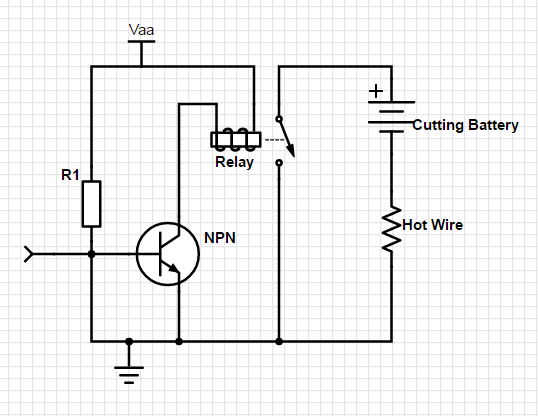 Vaa
Cutting Battery
Relay
R1
Hot Wire
NPN